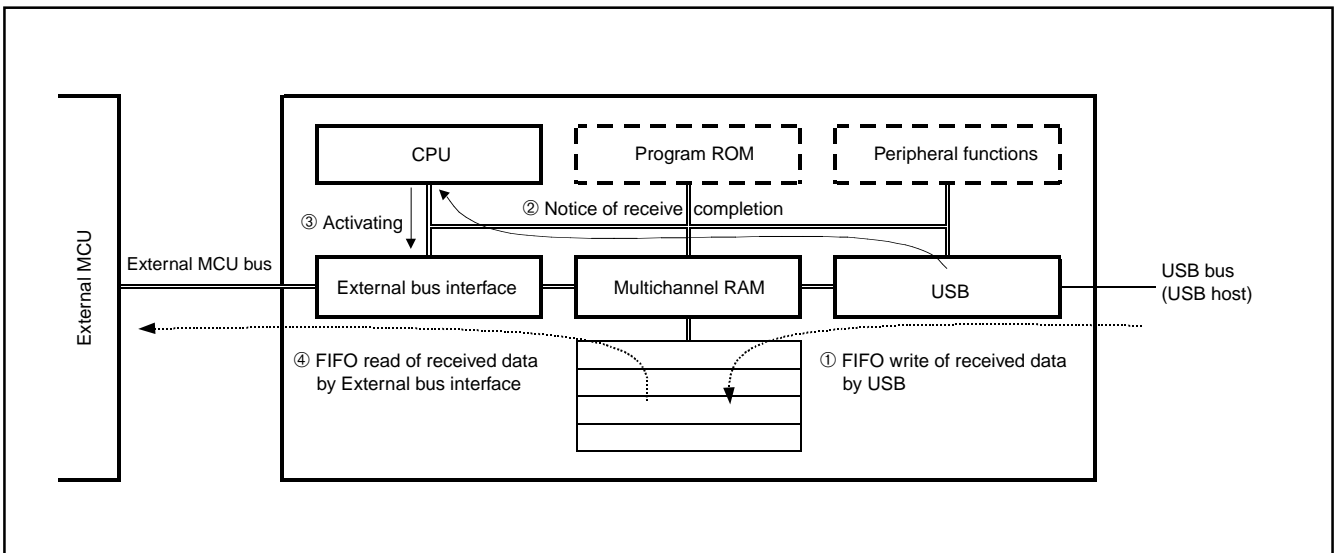 CPU
Program ROM
Peripheral functions
③ Activating
② Notice of receive completion
External MCU
External MCU bus
External bus interface
Multichannel RAM
USB
USB bus
(USB host)
④ FIFO read of received data
by External bus interface
① FIFO write of received data
by USB